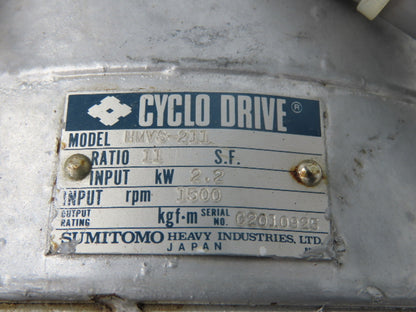 CYCLO DRIVE®
MODEL HMVS-211
RATIO 11 S.F.
INPUT kW 2.2
INPUT rpm 1500
OUTPUT RATING kgf·m SERIAL NO. G2010925
SUMITOMO HEAVY INDUSTRIES, LTD.
JAPAN